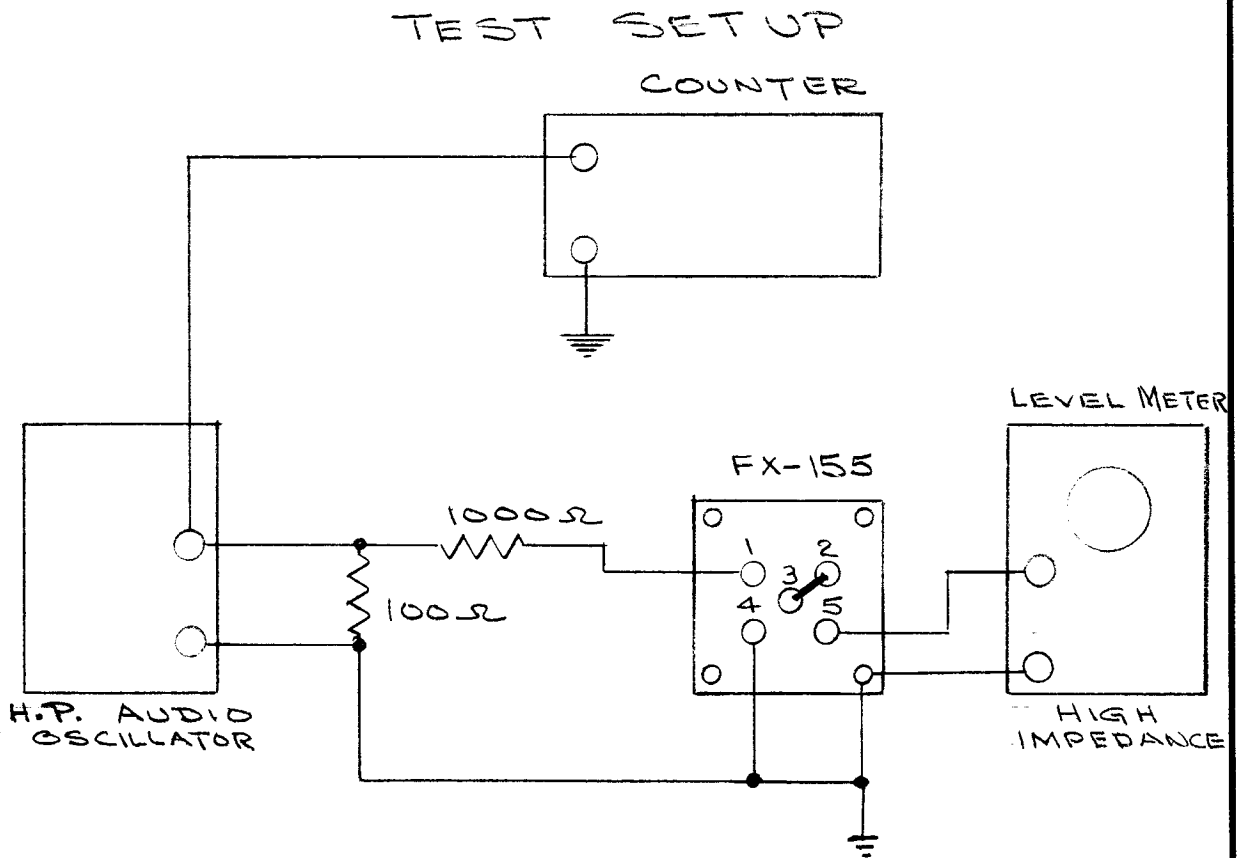 TEST SET UP
COUNTER
LEVEL METER
FX-155
1000Ω
1
2
3
4
5
100Ω
H.P. AUDIO
OSCILLATOR
HIGH
IMPEDANCE